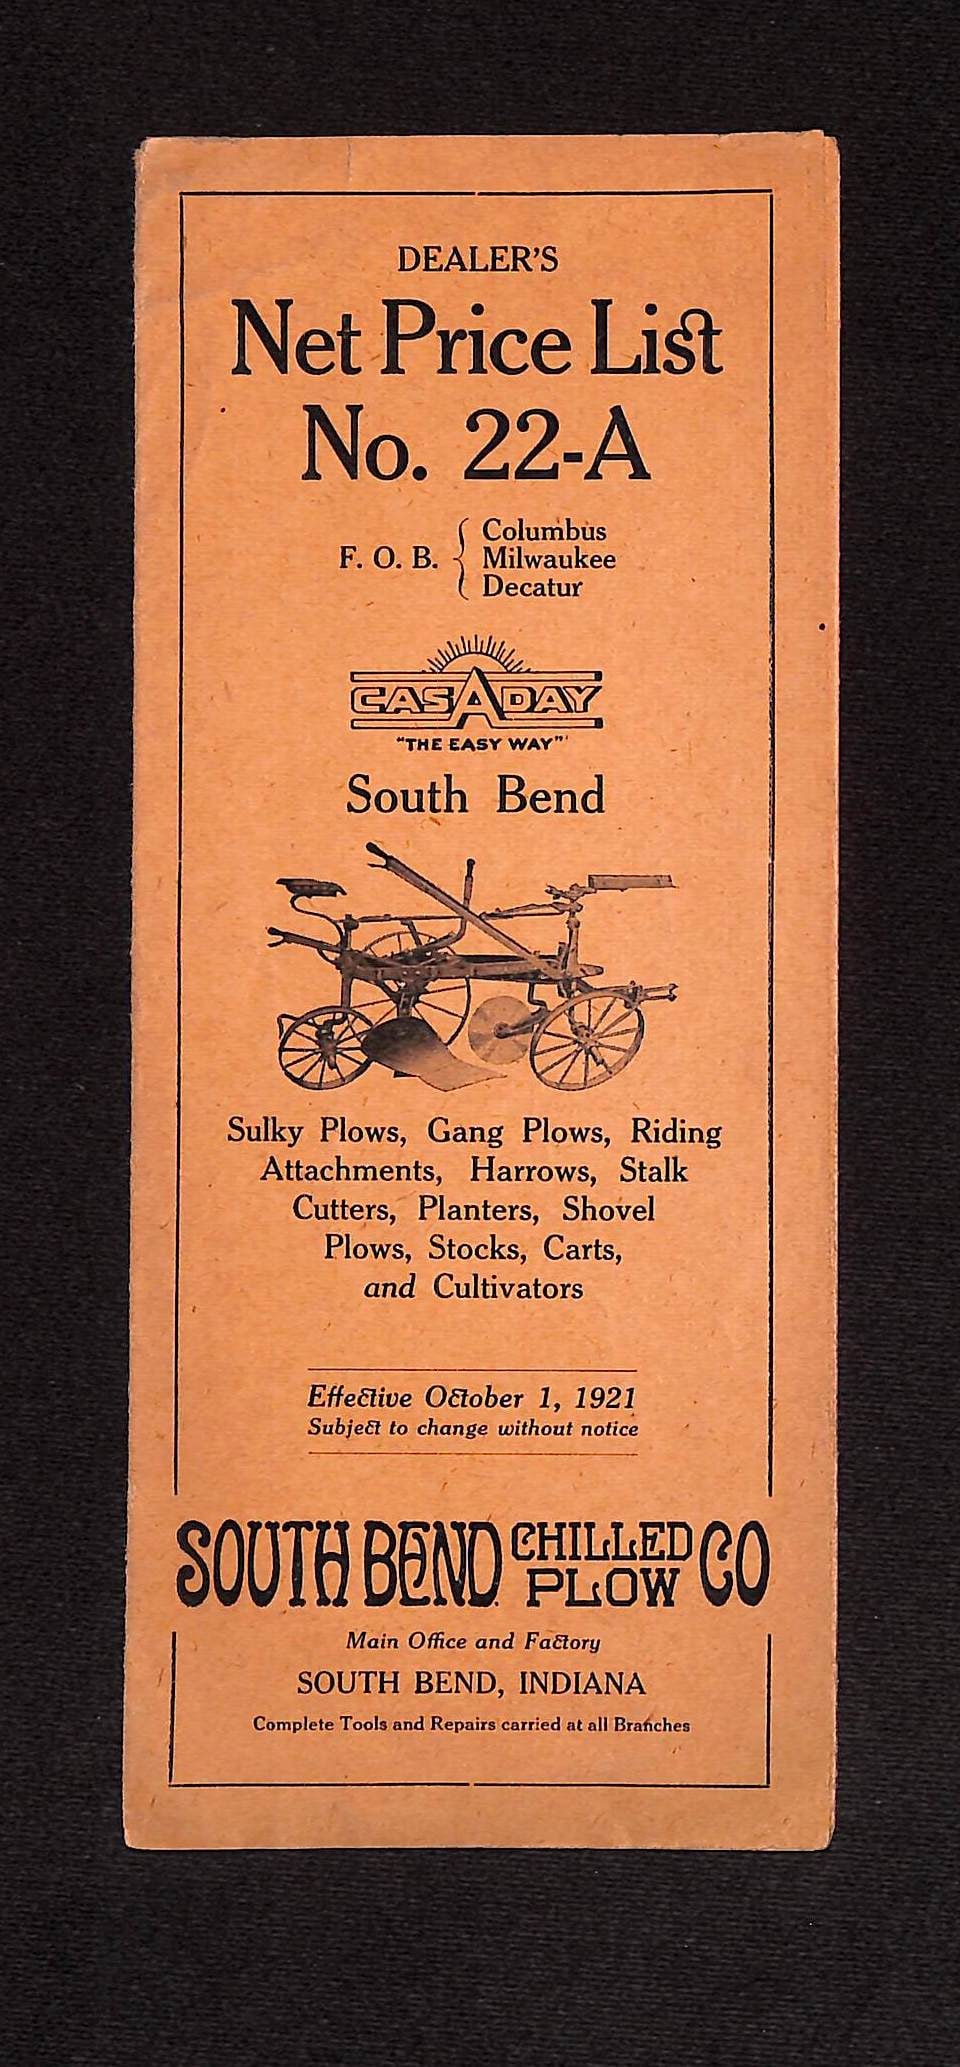 DEALER'S
Net Price List
No. 22-A
F. O. B. { Columbus
Milwaukee
Decatur
CASADAY
"THE EASY WAY"
South Bend
Sulky Plows, Gang Plows, Riding
Attachments, Harrows, Stalk
Cutters, Planters, Shovel
Plows, Stocks, Carts,
and Cultivators
Effective October 1, 1921
Subject to change without notice
SOUTH BEND CHILLED PLOW CO
Main Office and Factory
SOUTH BEND, INDIANA
Complete Tools and Repairs carried at all Branches